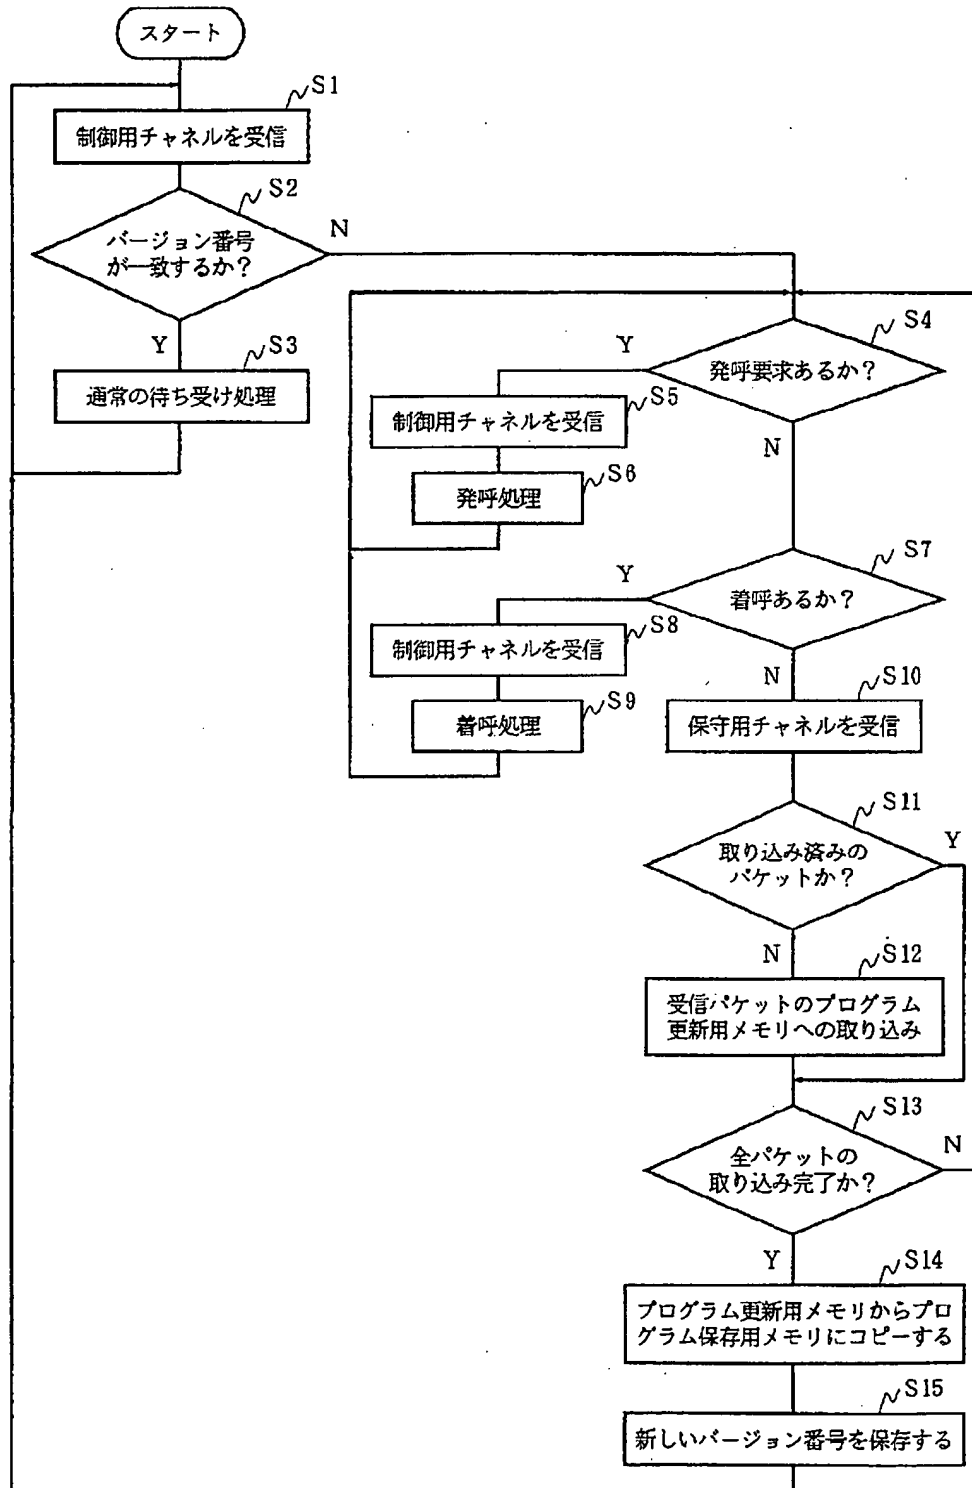 スタート
S1
制御用チャネルを受信
S2
バージョン番号
が一致するか?
N
Y
S3
通常の待ち受け処理
S4
発呼要求あるか?
Y
S5
制御用チャネルを受信
N
S6
発呼処理
S7
着呼あるか?
Y
S8
制御用チャネルを受信
N
S9
着呼処理
S10
保守用チャネルを受信
S11
取り込み済みの
パケットか?
Y
N
S12
受信パケットのプログラム
更新用メモリへの取り込み
S13
全パケットの
取り込み完了か?
N
Y
S14
プログラム更新用メモリからプロ
グラム保存用メモリにコピーする
S15
新しいバージョン番号を保存する